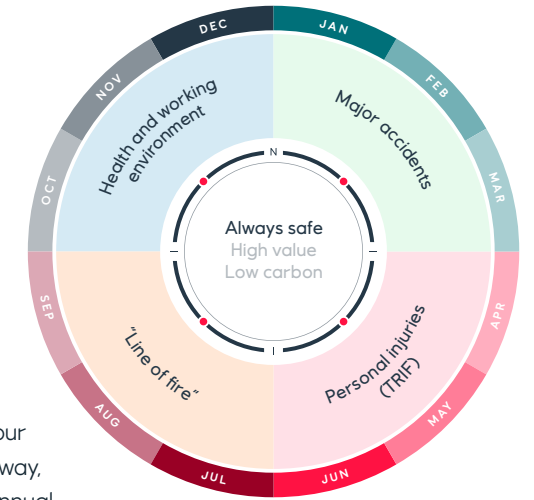 DEC
JAN
NOV
FEB
OCT
MAR
SEP
APR
AUG
MAY
JUL
JUN
Health and working
environment
Major accidents
N
Always safe
High value
Low carbon
"Line of fire"
Personal injuries
(TRIF)
our
way,